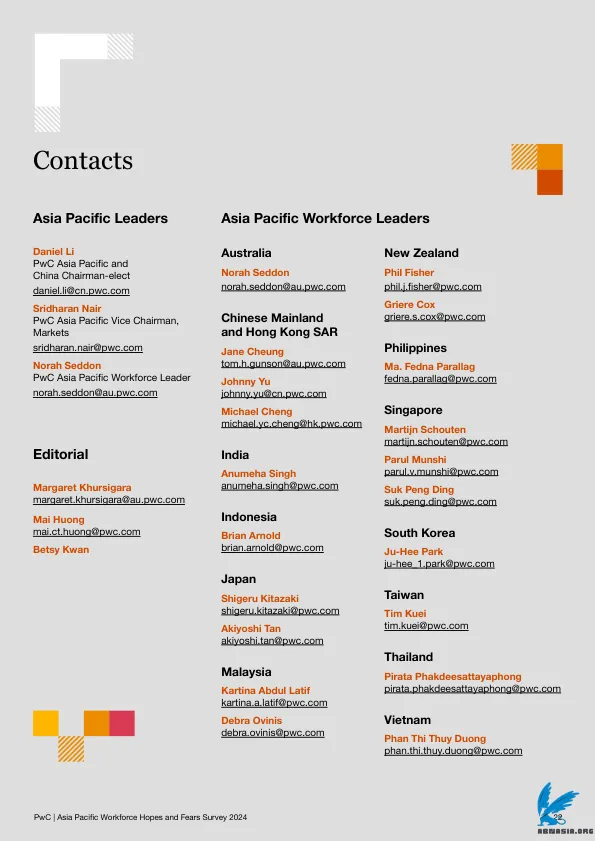 Contacts
Asia Pacific Leaders
Daniel Li
PwC Asia Pacific and
China Chairman-elect
daniel.li@cn.pwc.com
Sridharan Nair
PwC Asia Pacific Vice Chairman,
Markets
sridharan.nair@pwc.com
Norah Seddon
PwC Asia Pacific Workforce Leader
norah.seddon@au.pwc.com
Editorial
Margaret Khursigara
margaret.khursigara@au.pwc.com
Mai Huong
mai.ct.huong@pwc.com
Betsy Kwan
Asia Pacific Workforce Leaders
Australia
Norah Seddon
norah.seddon@au.pwc.com
Chinese Mainland
and Hong Kong SAR
Jane Cheung
tom.h.gunson@au.pwc.com
Johnny Yu
johnny.yu@cn.pwc.com
Michael Cheng
michael.yc.cheng@hk.pwc.com
India
Anumeha Singh
anumeha.singh@pwc.com
Indonesia
Brian Arnold
brian.arnold@pwc.com
Japan
Shigeru Kitazaki
shigeru.kitazaki@pwc.com
Akiyoshi Tan
akiyoshi.tan@pwc.com
Malaysia
Kartina Abdul Latif
kartina.a.latif@pwc.com
Debra Ovinis
debra.ovinis@pwc.com
New Zealand
Phil Fisher
phil.j.fisher@pwc.com
Griere Cox
griere.s.cox@pwc.com
Philippines
Ma. Fedna Parallag
fedna.parallag@pwc.com
Singapore
Martijn Schouten
martijn.schouten@pwc.com
Parul Munshi
parul.v.munshi@pwc.com
Suk Peng Ding
suk.peng.ding@pwc.com
South Korea
Ju-Hee Park
ju-hee_1.park@pwc.com
Taiwan
Tim Kuei
tim.kuei@pwc.com
Thailand
Pirata Phakdeesattayaphong
pirata.phakdeesattayaphong@pwc.com
Vietnam
Phan Thi Thuy Duong
phan.thi.thuy.duong@pwc.com
PwC | Asia Pacific Workforce Hopes and Fears Survey 2024
ABNASIA.ORG